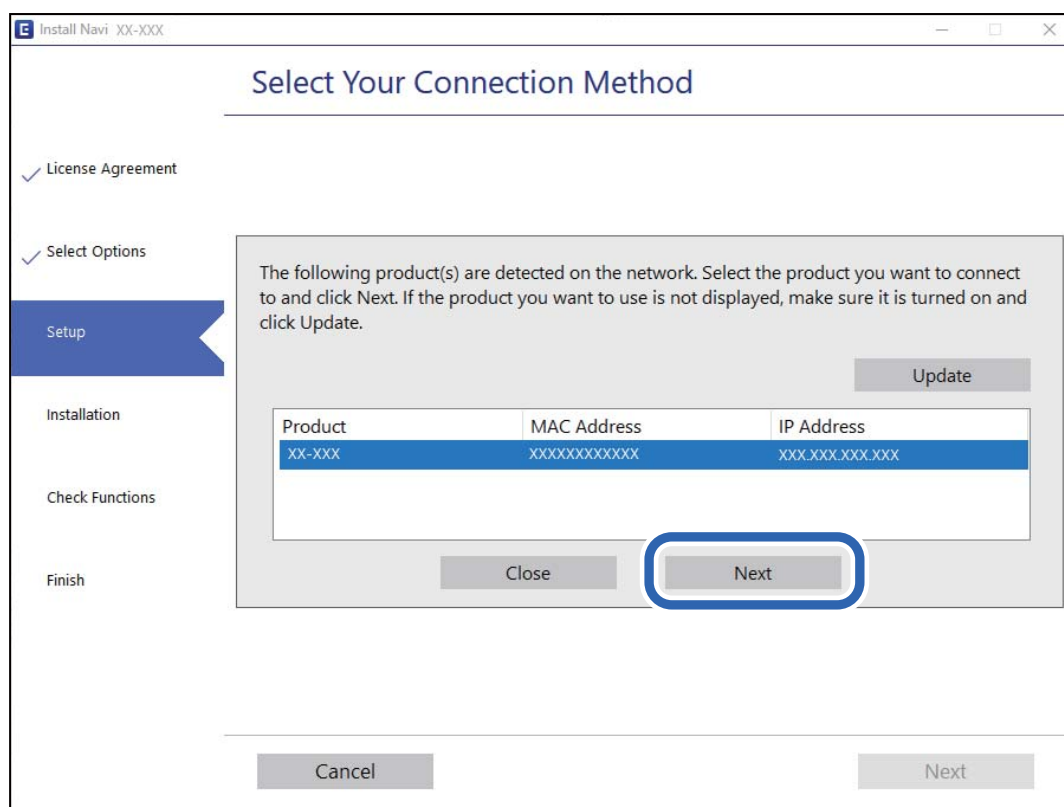 E Install Navi XX-XXX
Select Your Connection Method
License Agreement
Select Options
Setup
Installation
Check Functions
Finish
The following product(s) are detected on the network. Select the product you want to connect
to and click Next. If the product you want to use is not displayed, make sure it is turned on and
click Update.
Update
Product MAC Address IP Address
XX-XXX XXXXXXXXXXXX XXX.XXX.XXX.XXX
Close Next
Cancel Next